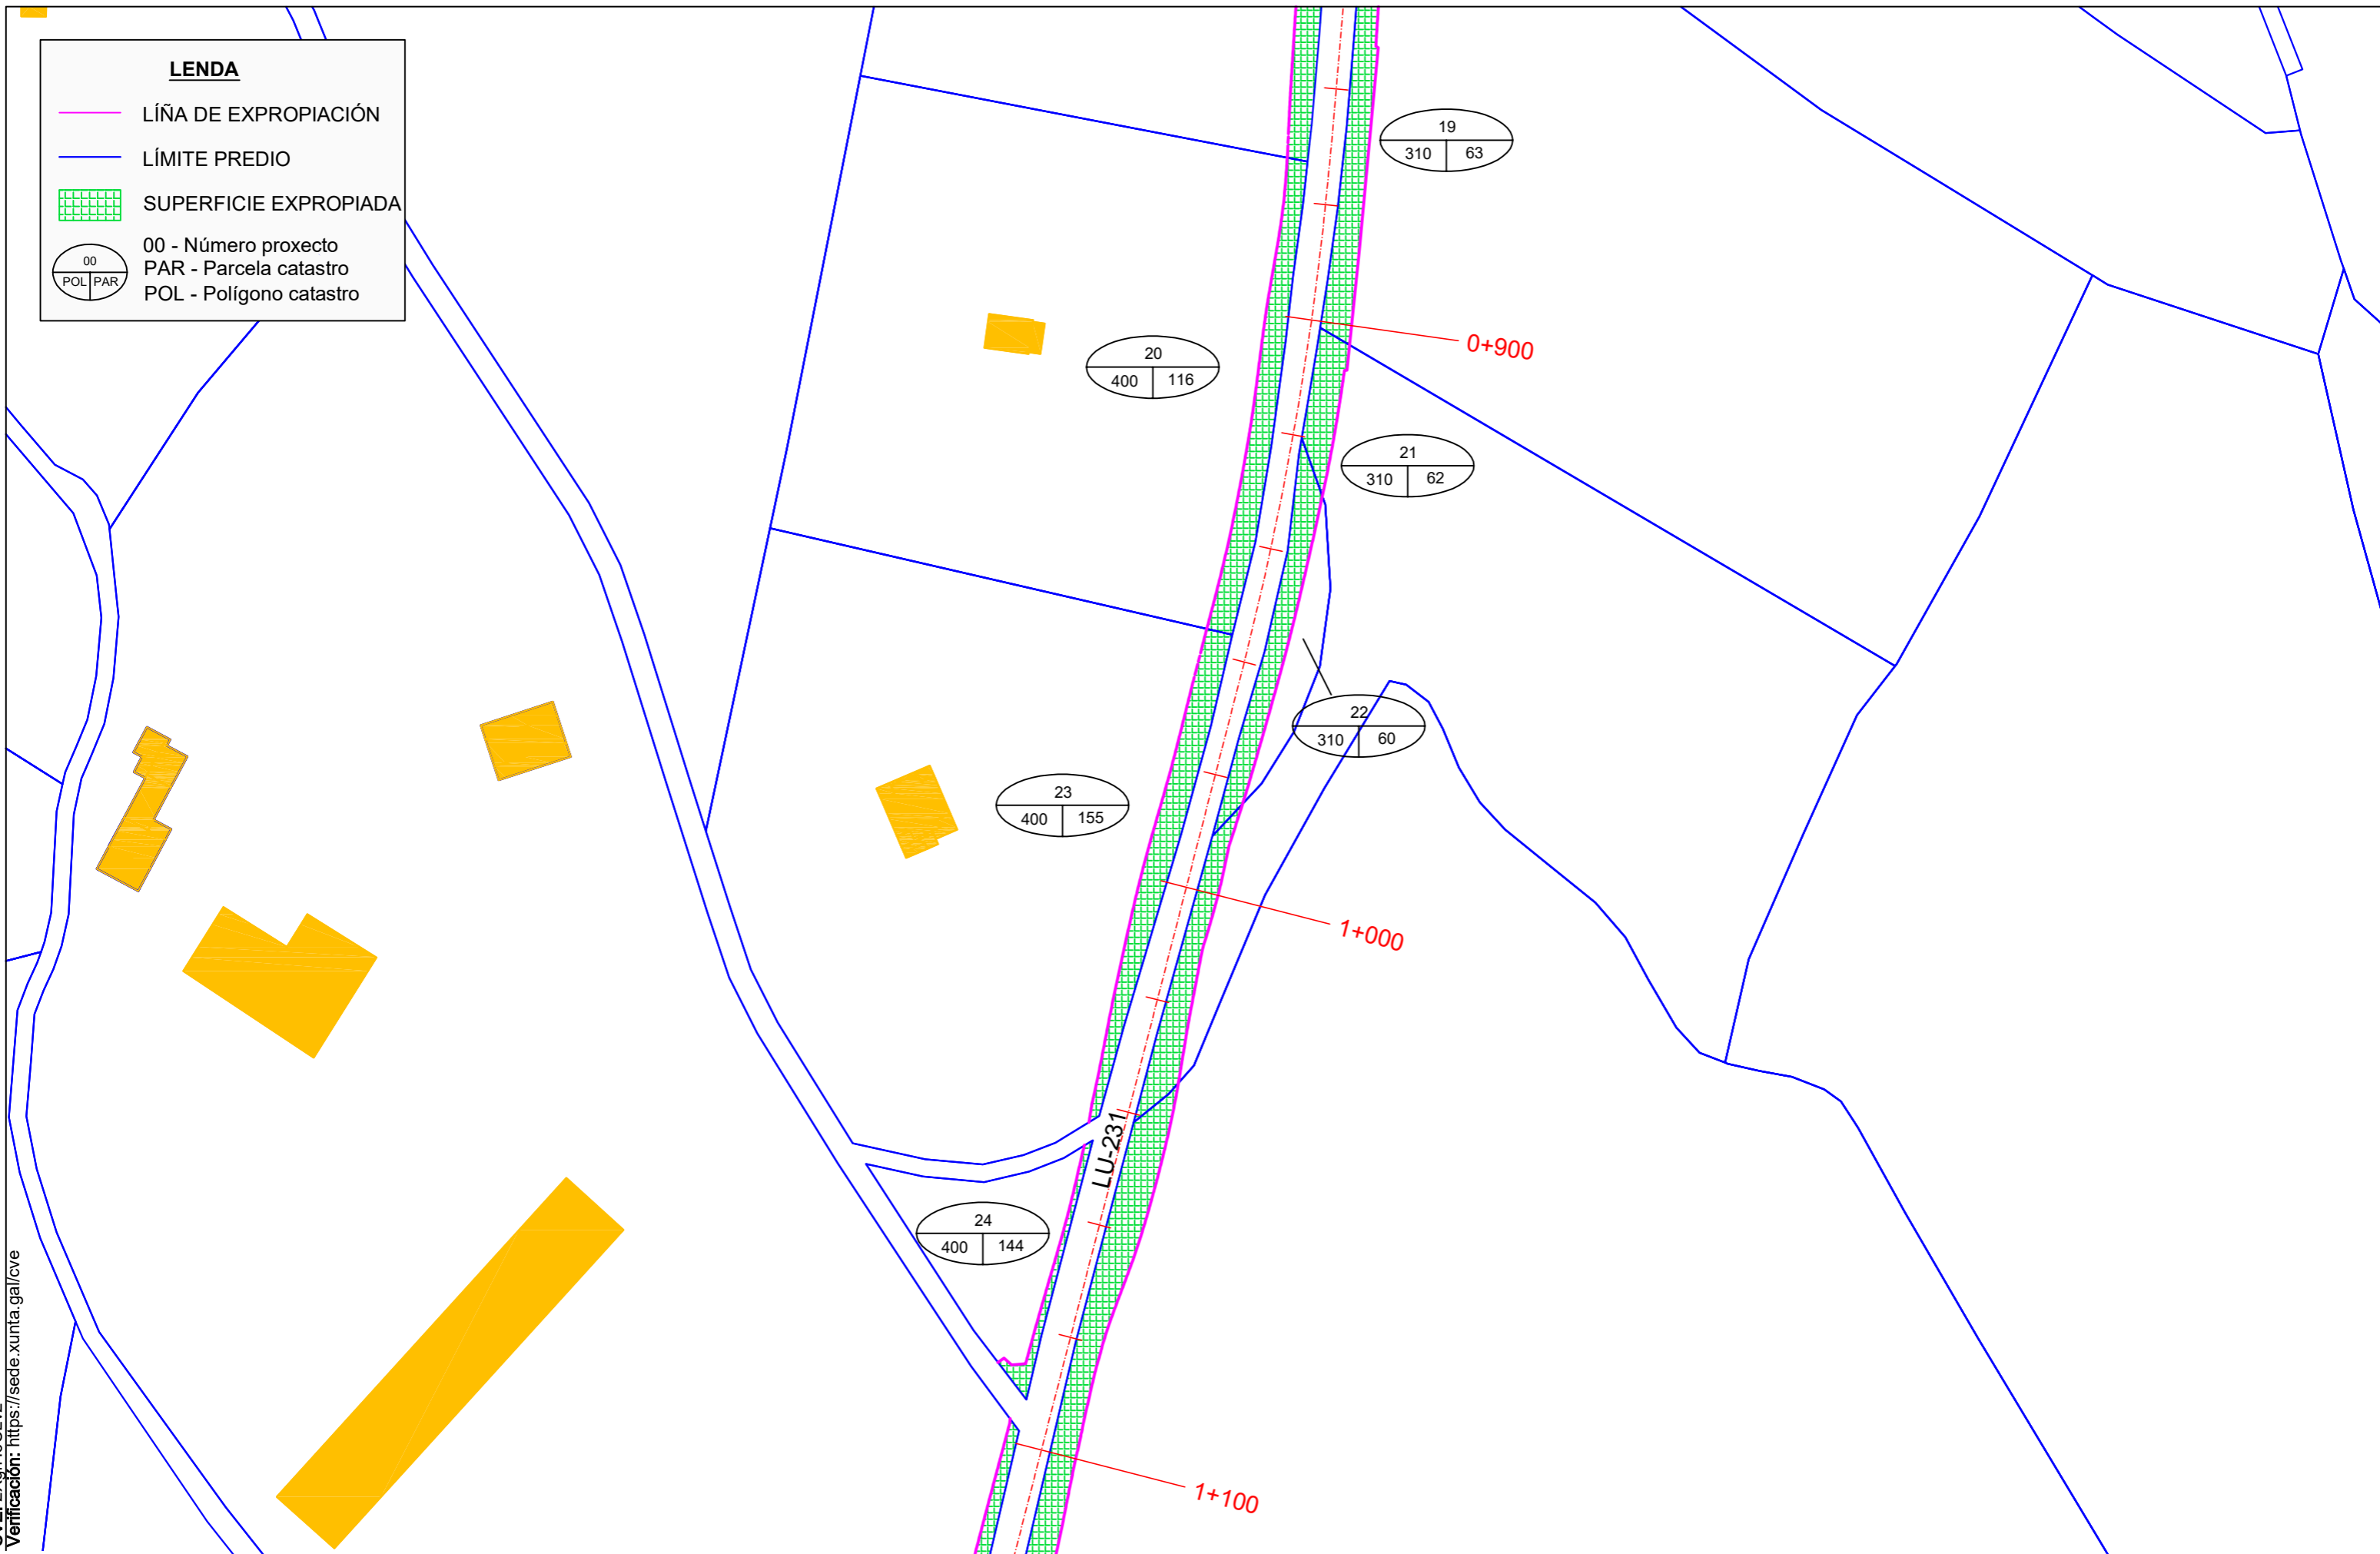 LENDA
LÍÑA DE EXPROPIACIÓN
LÍMITE PREDIO
SUPERFICIE EXPROPIADA
00
POL PAR
00 - Número proxecto
PAR - Parcela catastro
POL - Polígono catastro
19
310 63
0+900
20
400 116
21
310 62
22
310 60
23
400 155
1+000
LU-231
24
400 144
1+100
Verificación: https://sede.xunta.gal/cve